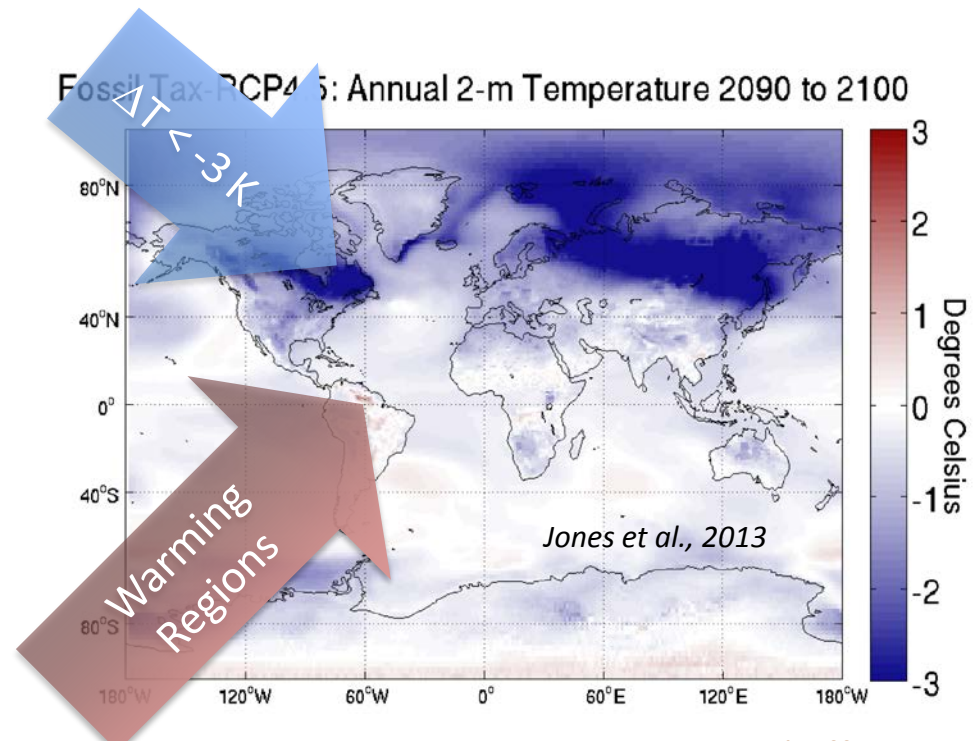 Fossil Tax-RCP4.5: Annual 2-m Temperature 2090 to 2100
ΔT < -3 K
80°N
40°N
0°
40°S
80°S
180°W 120°W 60°W 0° 60°E 120°E 180°W
Warming
Regions
Jones et al., 2013
3
2
1
0
-1
-2
-3
Degrees Celsius